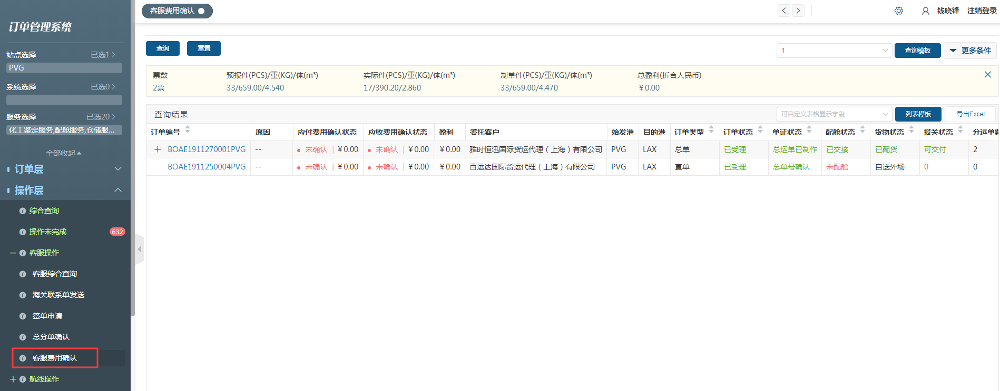 客服费用确认
钱晓锋 注销登录
订单管理系统
站点选择 已选1
PVG
系统选择 已选0
服务选择 已选20
化工鉴定服务,配舱服务,仓储服...
全部收起
订单层
操作层
综合查询
操作未完成 632
客服操作
客服综合查询
海关联系单发送
签单申请
总分单确认
客服费用确认
航线操作
查询 重置 1 查询模板 更多条件
票数 预报件(PCS)/重(KG)/体(m³) 实际件(PCS)/重(KG)/体(m³) 制单件(PCS)/重(KG)/体(m³) 总盈利(折合人民币)
2票 33/659.00/4.540 17/390.20/2.860 33/659.00/4.470 ¥0.00
查询结果 可自定义表格显示字段 列表模板 导出Excel
订单编号 原因 应付费用确认状态 应收费用确认状态 盈利 委托客户 始发港 目的港 订单类型 订单状态 单证状态 配舱状态 货物状态 报关状态 分运单票
BOAE1911270001PVG -- 未确认 | ¥0.00 未确认 | ¥0.00 ¥0.00 雅时恒迅国际货运代理（上海）有限公司 PVG LAX 总单 已受理 总运单已制作 已交接 已配货 可交付 2
BOAE1911250004PVG -- 未确认 | ¥0.00 未确认 | ¥0.00 ¥0.00 百运达国际货运代理（上海）有限公司 PVG LAX 直单 已受理 总单号确认 未配舱 自送外场 0 0